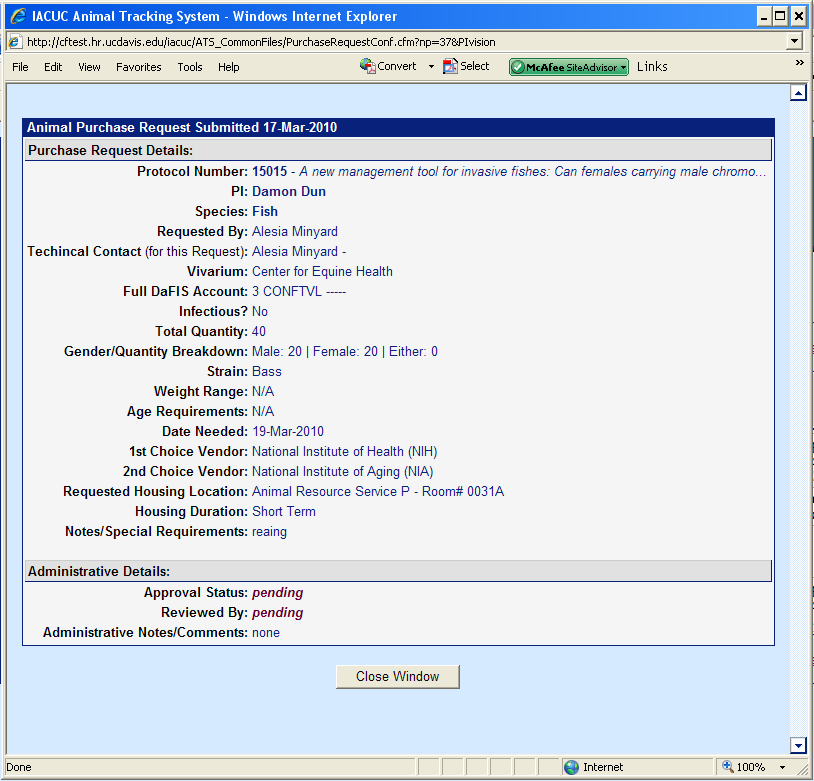 IACUC Animal Tracking System - Windows Internet Explorer
http://cftest.hr.ucdavis.edu/iacuc/ATS_CommonFiles/PurchaseRequestConf.cfm?np=37&PIvision
File Edit View Favorites Tools Help Convert Select McAfee SiteAdvisor Links »
Animal Purchase Request Submitted 17-Mar-2010
Purchase Request Details:
Protocol Number: 15015 - A new management tool for invasive fishes: Can females carrying male chromo...
PI: Damon Dun
Species: Fish
Requested By: Alesia Minyard
Techincal Contact (for this Request): Alesia Minyard -
Vivarium: Center for Equine Health
Full DaFIS Account: 3 CONFTVL -----
Infectious? No
Total Quantity: 40
Gender/Quantity Breakdown: Male: 20 | Female: 20 | Either: 0
Strain: Bass
Weight Range: N/A
Age Requirements: N/A
Date Needed: 19-Mar-2010
1st Choice Vendor: National Institute of Health (NIH)
2nd Choice Vendor: National Institute of Aging (NIA)
Requested Housing Location: Animal Resource Service P - Room# 0031A
Housing Duration: Short Term
Notes/Special Requirements: reaing
Administrative Details:
Approval Status: pending
Reviewed By: pending
Administrative Notes/Comments: none
Close Window
Done Internet 100%